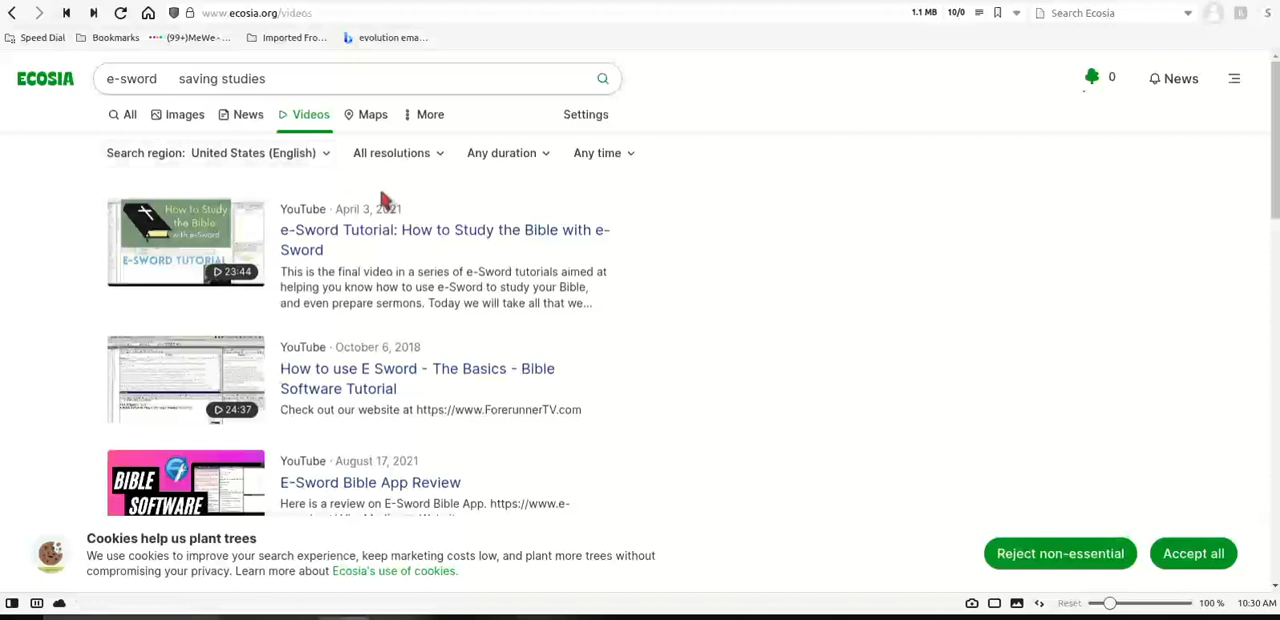 www.ecosia.org/videos
1.1 MB 10/0 Search Ecosia
Speed Dial Bookmarks (99+)MeWe -... Imported Fro... evolution ema...
ECOSIA e-sword saving studies 0 News
All Images News Videos Maps More Settings
Search region: United States (English) All resolutions Any duration Any time
How to Study
the Bible
with e-Sword
E-SWORD TUTORIAL
23:44
YouTube · April 3, 2021
e-Sword Tutorial: How to Study the Bible with e-
Sword
This is the final video in a series of e-Sword tutorials aimed at
helping you know how to use e-Sword to study your Bible,
and even prepare sermons. Today we will take all that we...
24:37
YouTube · October 6, 2018
How to use E Sword - The Basics - Bible
Software Tutorial
Check out our website at https://www.ForerunnerTV.com
BIBLE
SOFTWARE
YouTube · August 17, 2021
E-Sword Bible App Review
Here is a review on E-Sword Bible App. https://www.e-
Cookies help us plant trees
We use cookies to improve your search experience, keep marketing costs low, and plant more trees without
compromising your privacy. Learn more about Ecosia's use of cookies.
Reject non-essential Accept all
Reset 100 % 10:30 AM